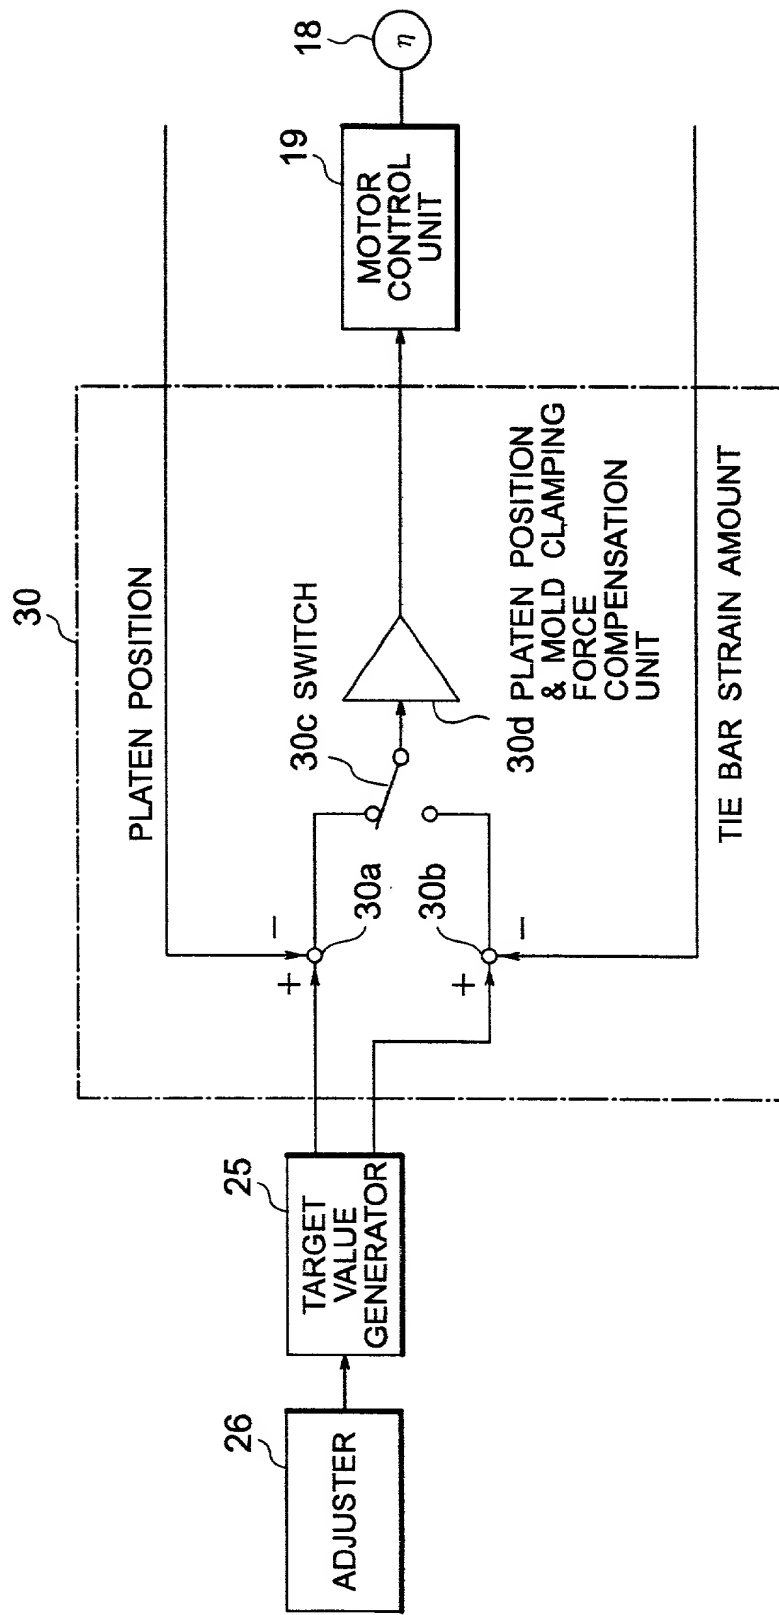 30
PLATEN POSITION
18
η
19
MOTOR
CONTROL
UNIT
30c SWITCH
30d PLATEN POSITION
& MOLD CLAMPING
FORCE
COMPENSATION
UNIT
−
+
30a
30b
+
−
25
TARGET
VALUE
GENERATOR
26
ADJUSTER
TIE BAR STRAIN AMOUNT